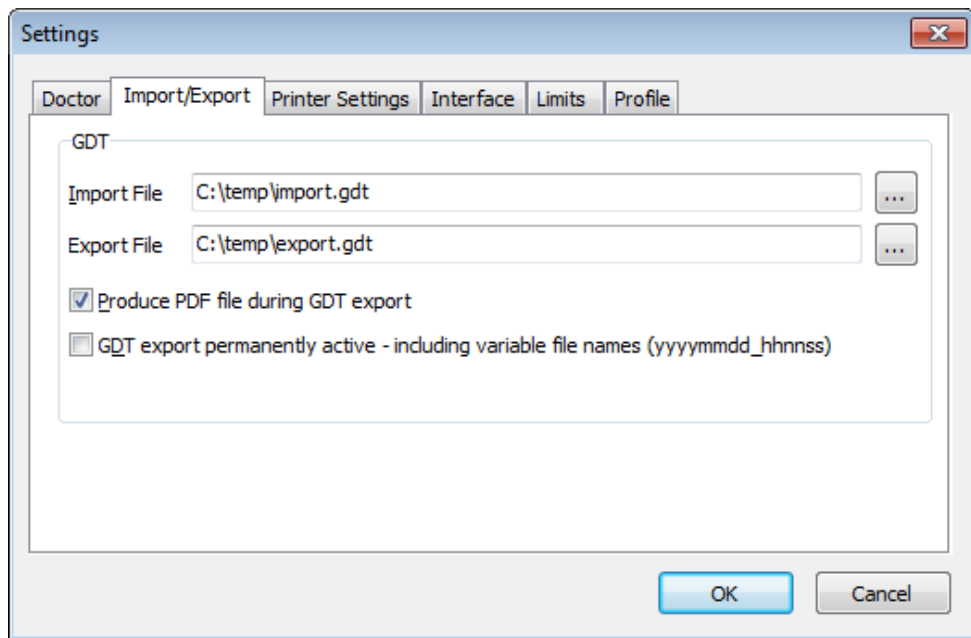 Settings
Doctor Import/Export Printer Settings Interface Limits Profile
GDT
Import File C:\temp\import.gdt ...
Export File C:\temp\export.gdt ...
Produce PDF file during GDT export
GDT export permanently active - including variable file names (yyyymmdd_hhnnss)
OK Cancel